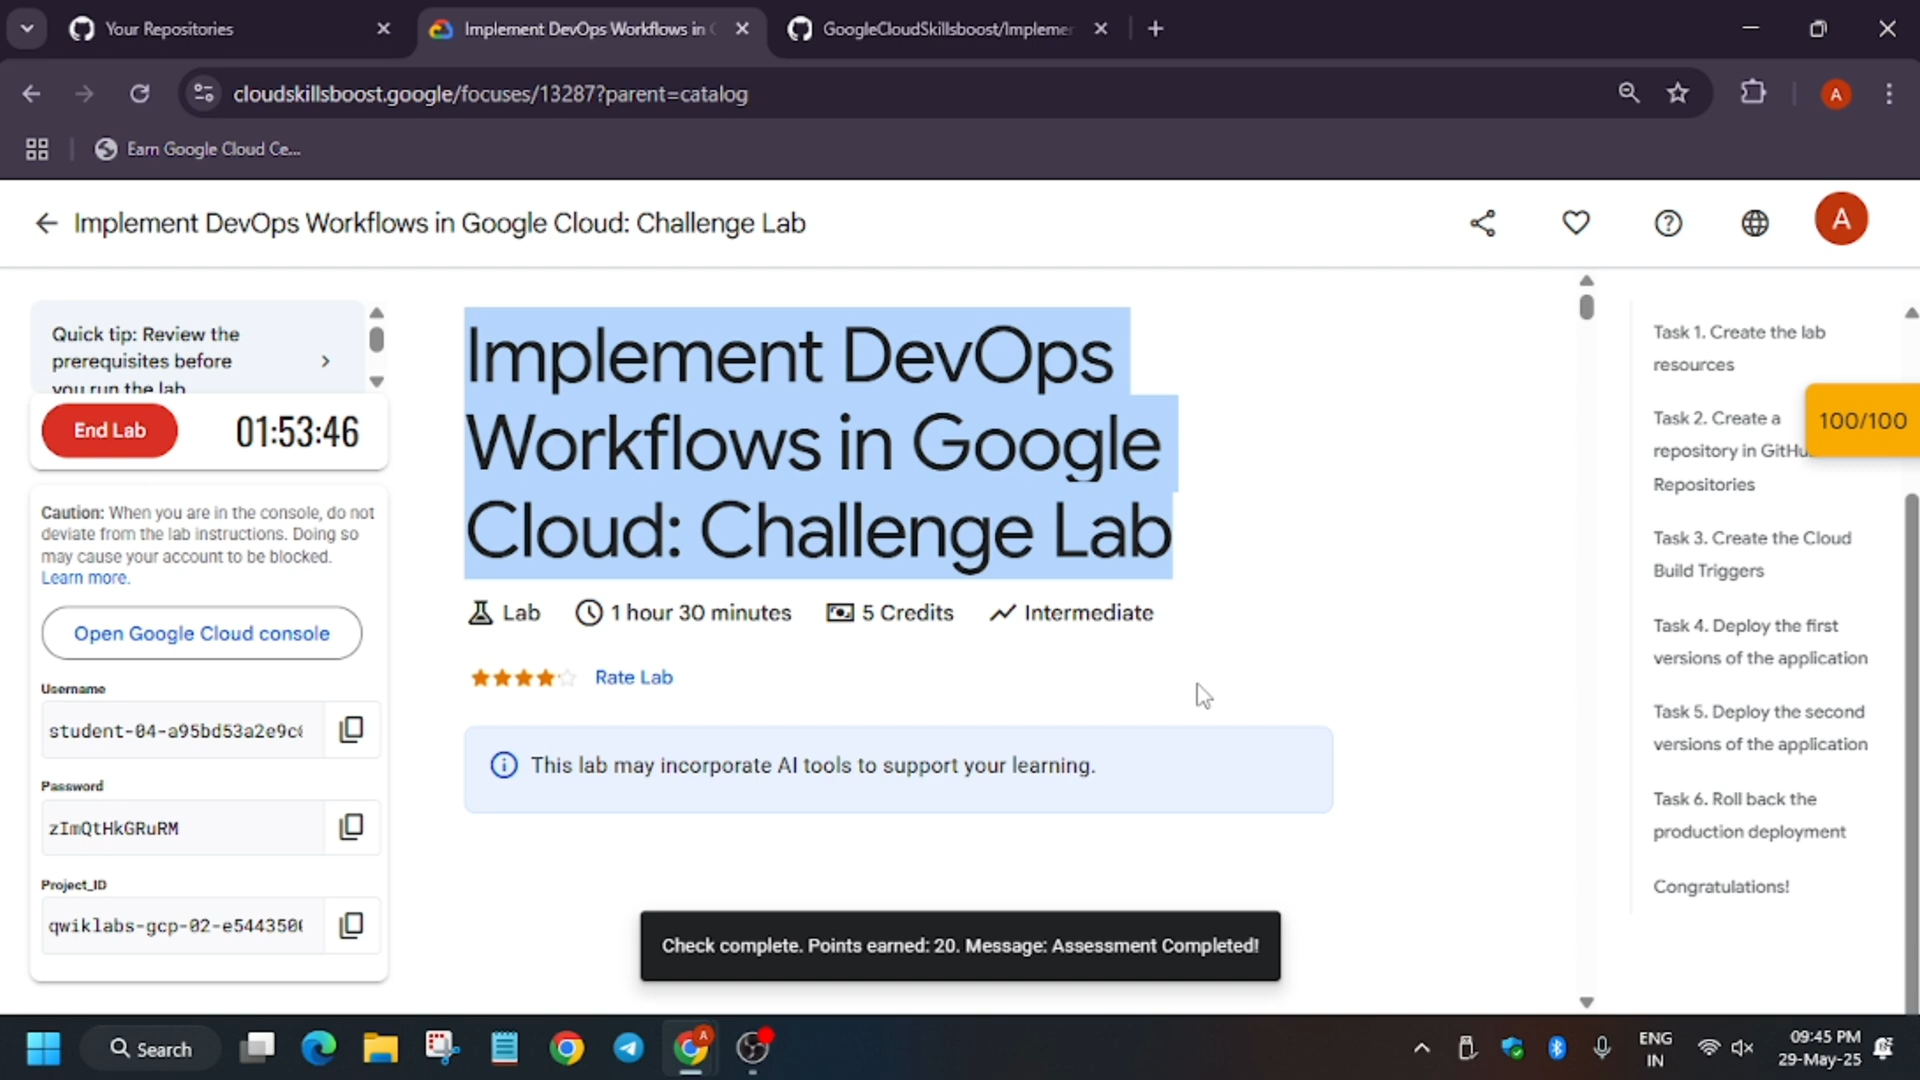 Your Repositories
Implement DevOps Workflows in
GoogleCloudSkillsboost/Implemen
cloudskillsboost.google/focuses/13287?parent=catalog
A
Earn Google Cloud Ce...
Implement DevOps Workflows in Google Cloud: Challenge Lab
A
Quick tip: Review the
prerequisites before
you run the lab
End Lab
01:53:46
Caution: When you are in the console, do not
deviate from the lab instructions. Doing so
may cause your account to be blocked.
Learn more.
Open Google Cloud console
Username
student-04-a95bd53a2e9c
Password
zImQtHkGRuRM
Project_ID
qwiklabs-gcp-02-e544350
Implement DevOps
Workflows in Google
Cloud: Challenge Lab
Lab
1 hour 30 minutes
5 Credits
Intermediate
Rate Lab
This lab may incorporate AI tools to support your learning.
Check complete. Points earned: 20. Message: Assessment Completed!
Task 1. Create the lab
resources
Task 2. Create a
repository in GitHu
Repositories
100/100
Task 3. Create the Cloud
Build Triggers
Task 4. Deploy the first
versions of the application
Task 5. Deploy the second
versions of the application
Task 6. Roll back the
production deployment
Congratulations!
Search
A
ENG
IN
09:45 PM
29-May-25